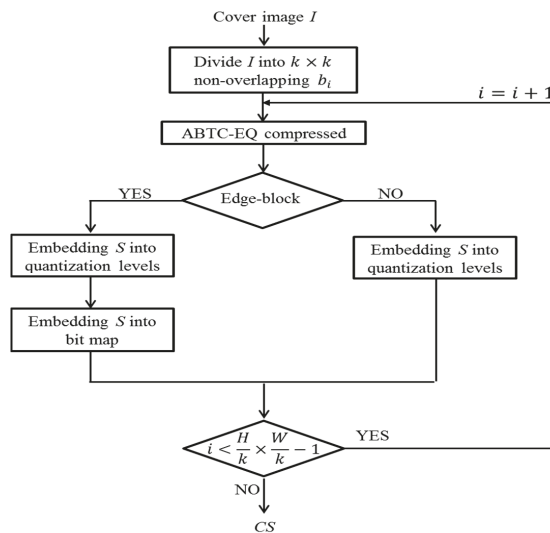 Cover image I
Divide I into k × k
non-overlapping b_i
i = i + 1
ABTC-EQ compressed
YES
Edge-block
NO
Embedding S into
quantization levels
Embedding S into
quantization levels
Embedding S into
bit map
i < H/k × W/k − 1
YES
NO
CS